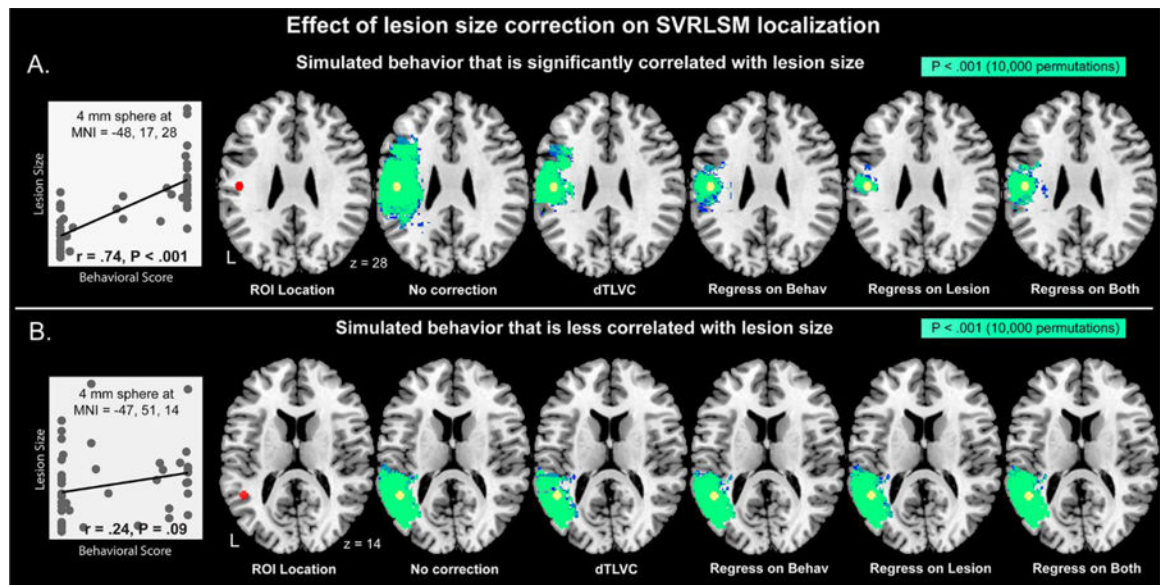 Effect of lesion size correction on SVRLSM localization
A.
Simulated behavior that is significantly correlated with lesion size
P < .001 (10,000 permutations)
4 mm sphere at
MNI = -48, 17, 28
Lesion Size
r = .74, P < .001
Behavioral Score
L
z = 28
ROI Location
No correction
dTLVC
Regress on Behav
Regress on Lesion
Regress on Both
B.
Simulated behavior that is less correlated with lesion size
P < .001 (10,000 permutations)
4 mm sphere at
MNI = -47, 51, 14
Lesion Size
r = .24, P = .09
Behavioral Score
L
z = 14
ROI Location
No correction
dTLVC
Regress on Behav
Regress on Lesion
Regress on Both